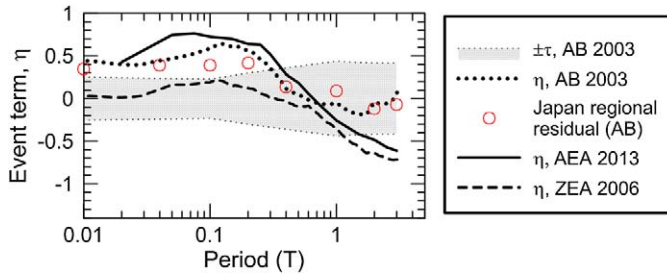 Event term, η
1
0.5
0
-0.5
-1
0.01
0.1
1
Period (T)
±τ, AB 2003
η, AB 2003
Japan regional
residual (AB)
η, AEA 2013
η, ZEA 2006